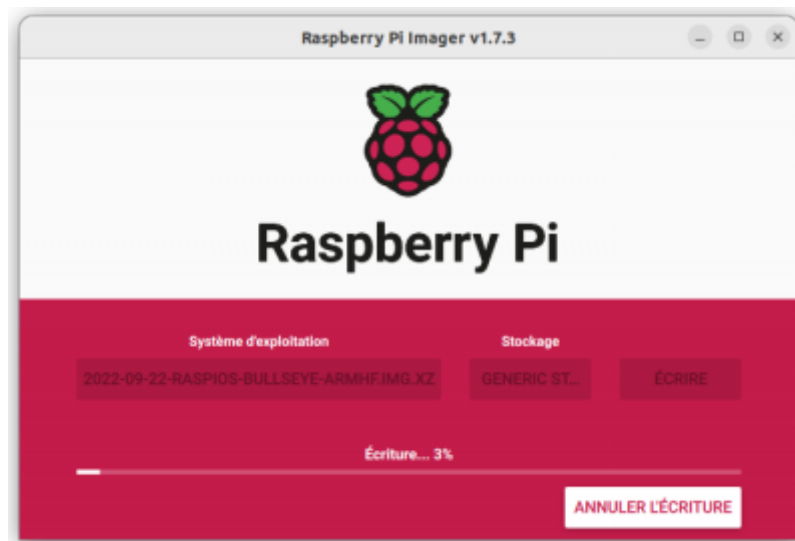 Raspberry Pi Imager v1.7.3
Raspberry Pi
Système d'exploitation
Stockage
2022-09-22-RASPIOS-BULLSEYE-ARMHF.IMG.XZ
GENERIC ST...
ÉCRIRE
Écriture... 3%
ANNULER L'ÉCRITURE